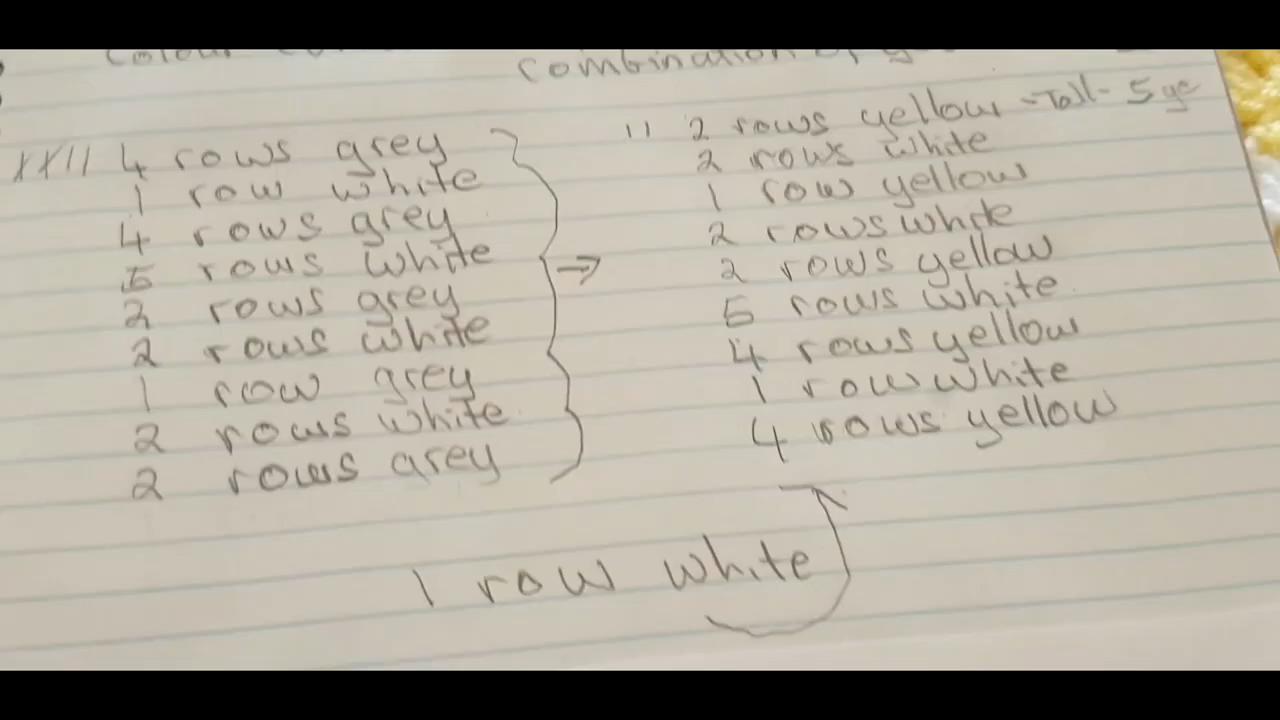 Colour
combination
4 rows grey
1 row white
4 rows grey
5 rows white
2 rows grey
2 rows white
1 row grey
2 rows white
2 rows grey
11 2 rows yellow - Tall - 5
2 rows white
1 row yellow
2 rows white
2 rows yellow
5 rows white
4 rows yellow
1 row white
4 rows yellow
1 row white